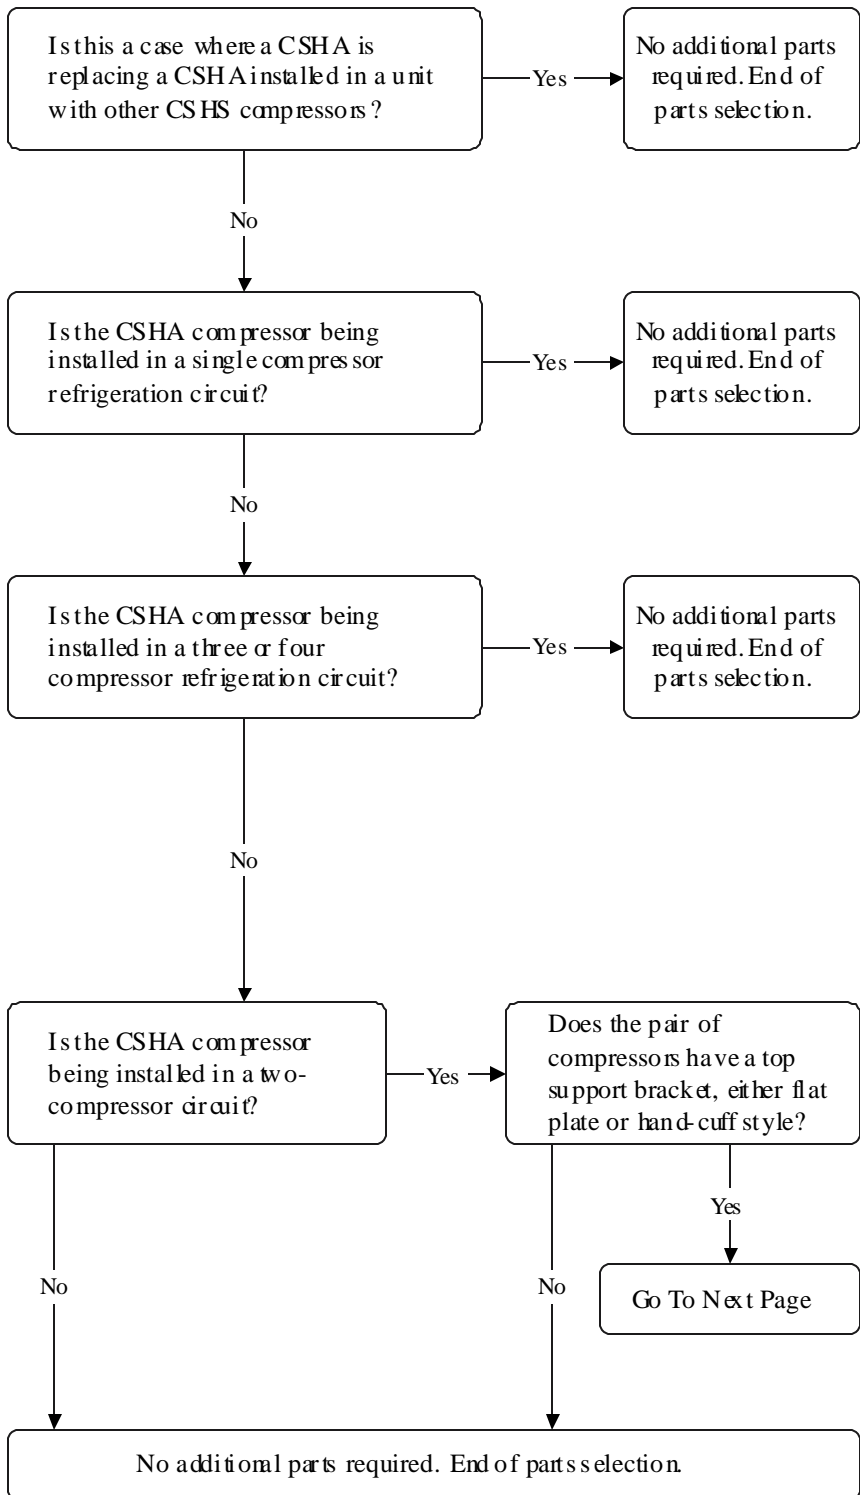 Is this a case where a CSHA is
replacing a CSHA installed in a unit
with other CSHS compressors?
Yes
No additional parts
required. End of
parts selection.
No
Is the CSHA compressor being
installed in a single compressor
refrigeration circuit?
Yes
No additional parts
required. End of
parts selection.
No
Is the CSHA compressor being
installed in a three or four
compressor refrigeration circuit?
Yes
No additional parts
required. End of
parts selection.
No
Is the CSHA compressor
being installed in a two-
compressor circuit?
Yes
Does the pair of
compressors have a top
support bracket, either flat
plate or hand-cuff style?
Yes
No
No
Go To Next Page
No additional parts required. End of parts selection.